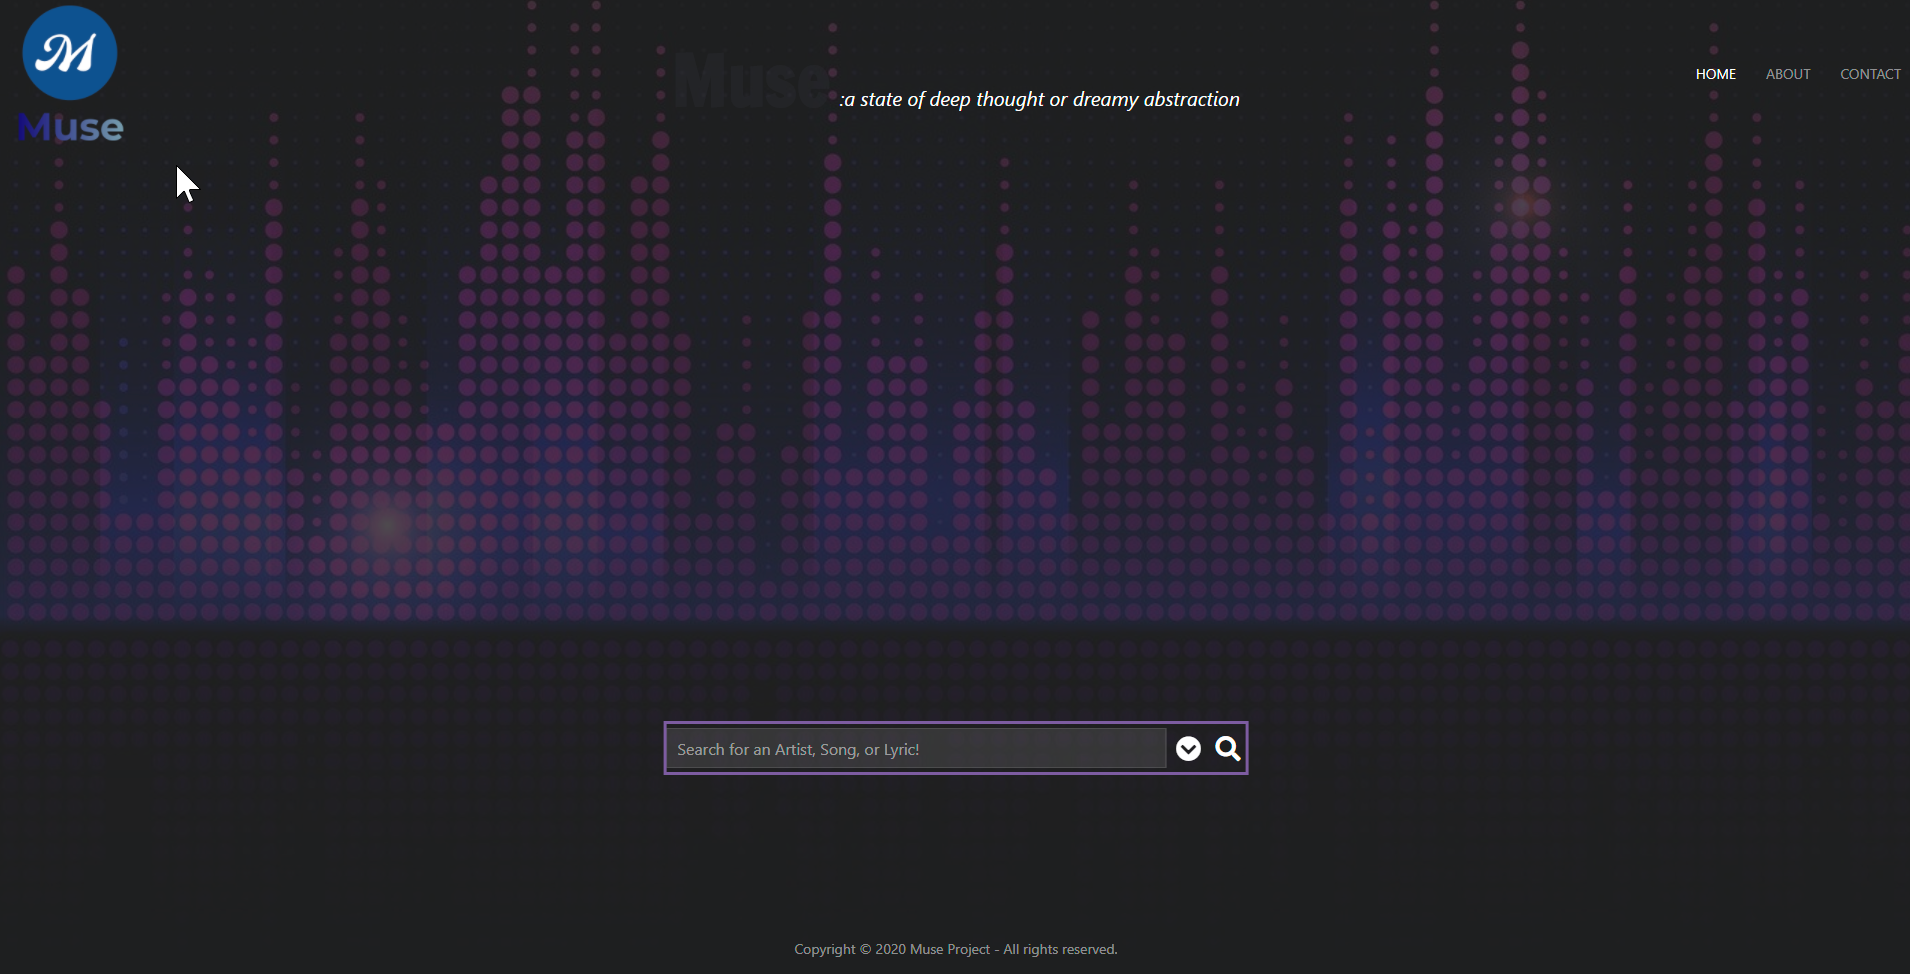 M
Muse
Muse :a state of deep thought or dreamy abstraction
HOME ABOUT CONTACT
Search for an Artist, Song, or Lyric!
Copyright © 2020 Muse Project - All rights reserved.